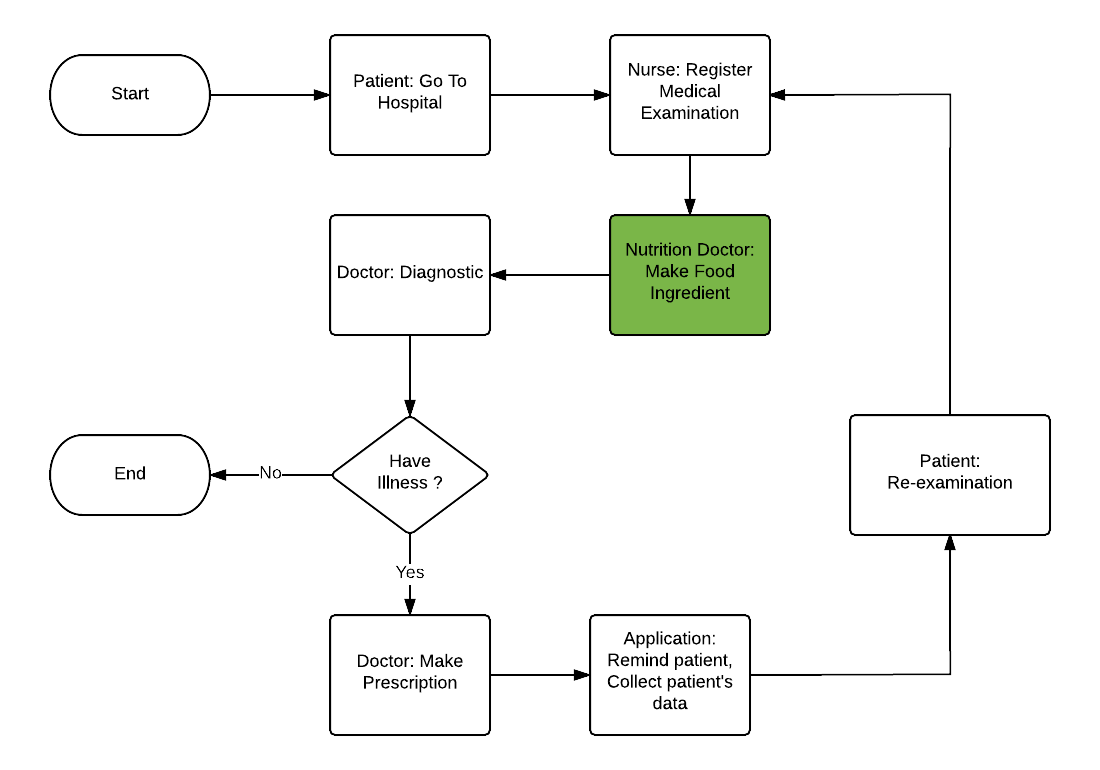 Start
Patient: Go To
Hospital
Nurse: Register
Medical
Examination
Doctor: Diagnostic
Nutrition Doctor:
Make Food
Ingredient
End
No
Have
Illness ?
Patient:
Re-examination
Yes
Doctor: Make
Prescription
Application:
Remind patient,
Collect patient's
data